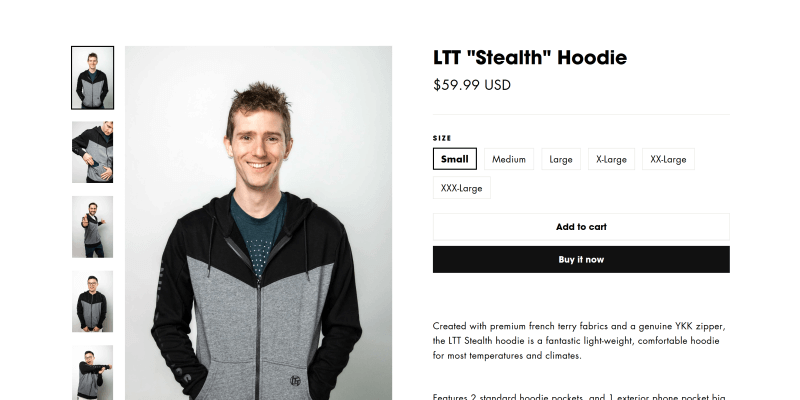 LTT "Stealth" Hoodie
$59.99 USD
SIZE
Small Medium Large X-Large XX-Large
XXX-Large
Add to cart
Buy it now
Created with premium french terry fabrics and a genuine YKK zipper,
the LTT Stealth hoodie is a fantastic light-weight, comfortable hoodie
for most temperatures and climates.
Features 2 standard hoodie pockets, and 1 exterior phone pocket big